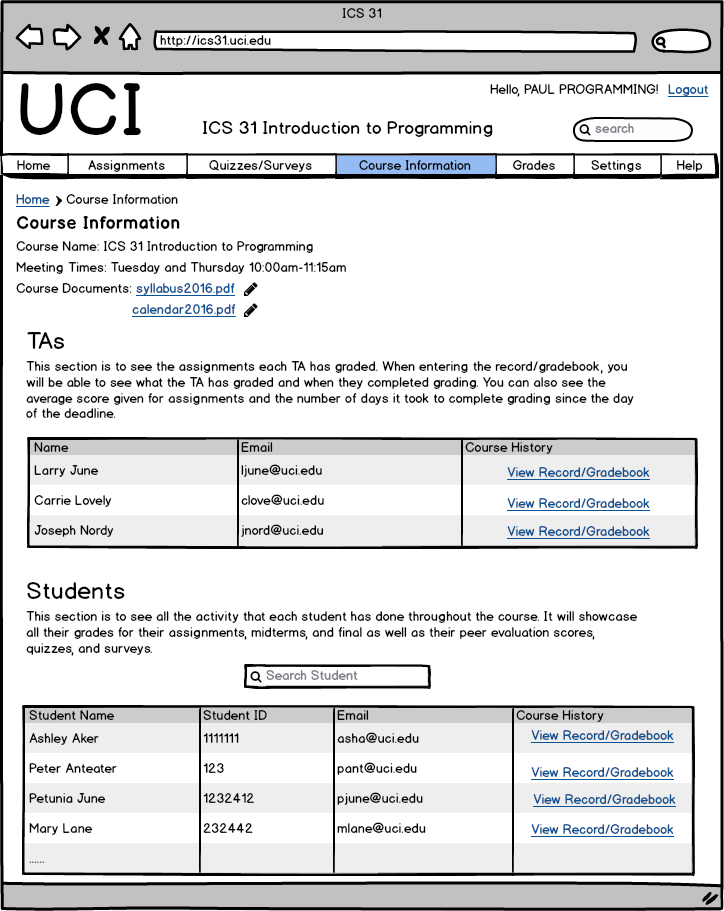 ICS 31
http://ics31.uci.edu
Hello, PAUL PROGRAMMING! Logout
UCI
ICS 31 Introduction to Programming
search
Home Assignments Quizzes/Surveys Course Information Grades Settings Help
Home > Course Information
Course Information
Course Name: ICS 31 Introduction to Programming
Meeting Times: Tuesday and Thursday 10:00am-11:15am
Course Documents: syllabus2016.pdf
calendar2016.pdf
TAs
This section is to see the assignments each TA has graded. When entering the record/gradebook, you
will be able to see what the TA has graded and when they completed grading. You can also see the
average score given for assignments and the number of days it took to complete grading since the day
of the deadline.
Name Email Course History
Larry June ljune@uci.edu View Record/Gradebook
Carrie Lovely clove@uci.edu View Record/Gradebook
Joseph Nordy jnord@uci.edu View Record/Gradebook
Students
This section is to see all the activity that each student has done throughout the course. It will showcase
all their grades for their assignments, midterms, and final as well as their peer evaluation scores,
quizzes, and surveys.
Search Student
Student Name Student ID Email Course History
Ashley Aker 1111111 asha@uci.edu View Record/Gradebook
Peter Anteater 123 pant@uci.edu View Record/Gradebook
Petunia June 1232412 pjune@uci.edu View Record/Gradebook
Mary Lane 232442 mlane@uci.edu View Record/Gradebook
......